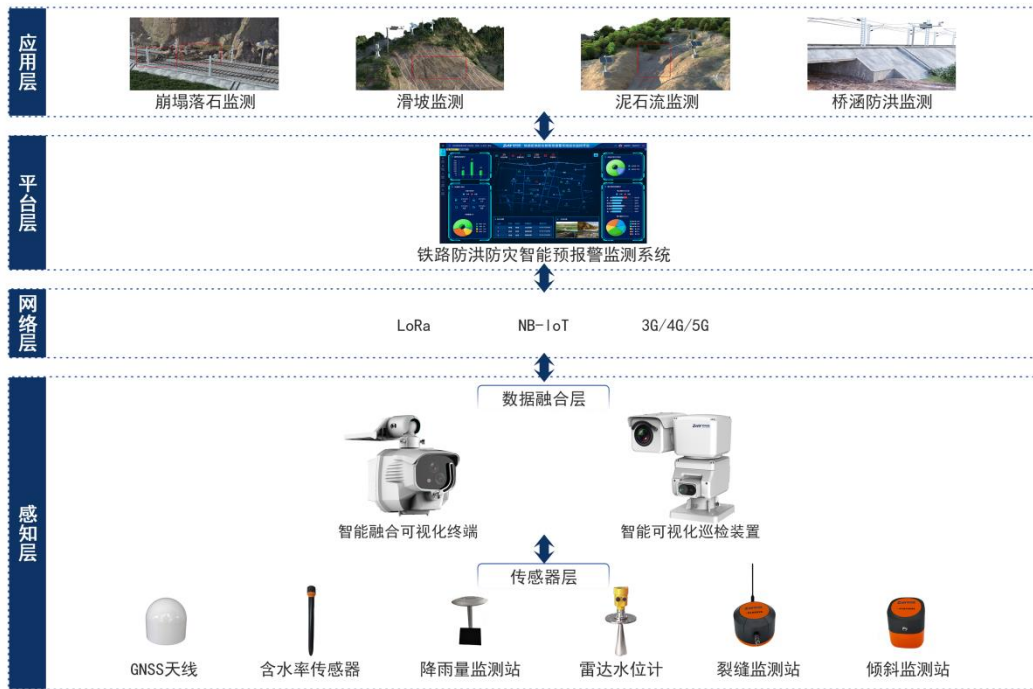 应用层
崩塌落石监测
滑坡监测
泥石流监测
桥涵防洪监测
平台层
铁路防洪防灾智能预报警监测系统
网络层
LoRa
NB-IoT
3G/4G/5G
感知层
数据融合层
智能融合可视化终端
智能可视化巡检装置
传感器层
GNSS天线
含水率传感器
降雨量监测站
雷达水位计
裂缝监测站
倾斜监测站